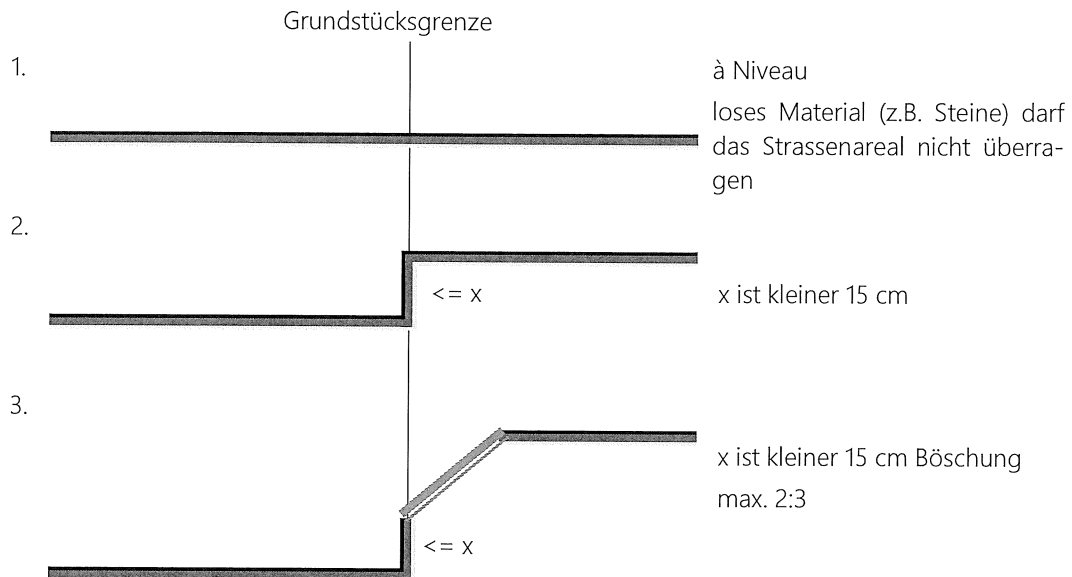 Grundstücksgrenze
1.
à Niveau
loses Material (z.B. Steine) darf
das Strassenareal nicht überra-
gen
2.
<= x
x ist kleiner 15 cm
3.
x ist kleiner 15 cm Böschung
max. 2:3
<= x